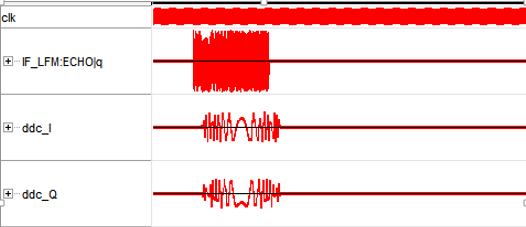 clk
IF_LFM:ECHO|q
ddc_I
ddc_Q